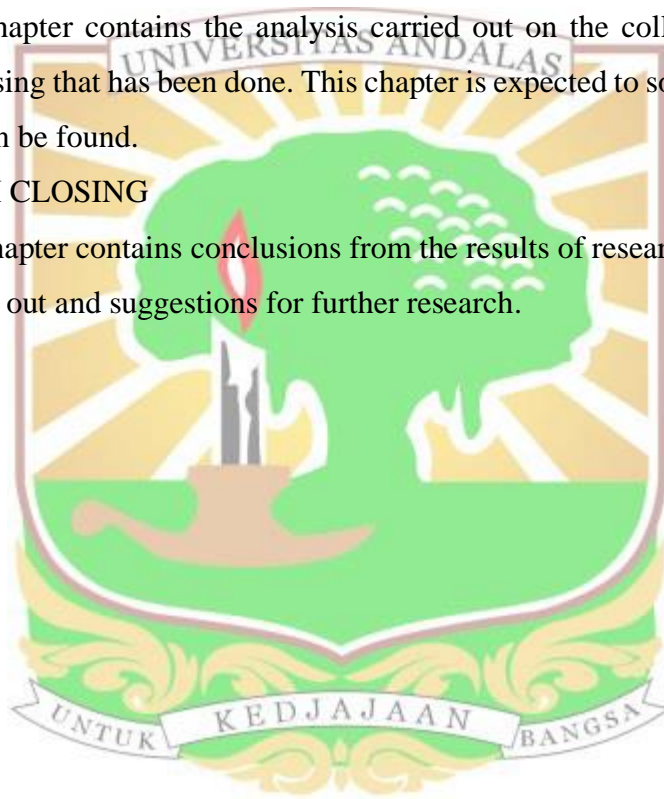 hapter contains the analysis carried out on the coll
UNIVERSITAS ANDALAS
sing that has been done. This chapter is expected to so
n be found.
I CLOSING
hapter contains conclusions from the results of resear
out and suggestions for further research.
UNTUK KEDJAJAAN BANGSA